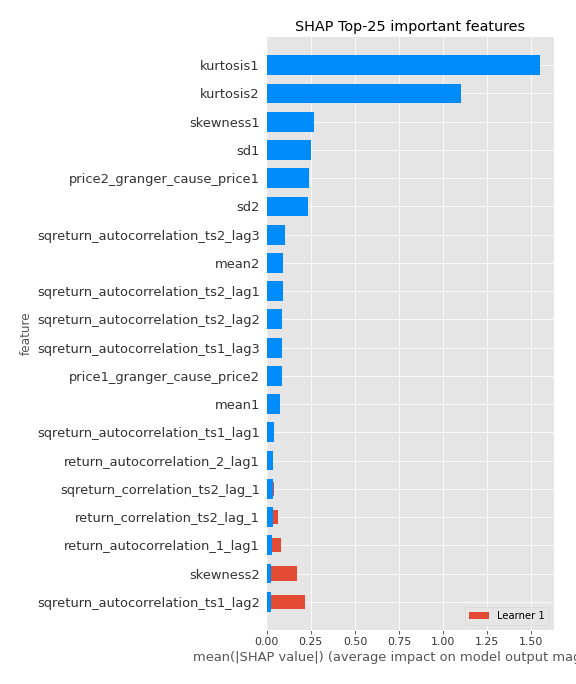 SHAP Top-25 important features
kurtosis1
kurtosis2
skewness1
sd1
price2_granger_cause_price1
sd2
sqreturn_autocorrelation_ts2_lag3
mean2
sqreturn_autocorrelation_ts2_lag1
sqreturn_autocorrelation_ts2_lag2
sqreturn_autocorrelation_ts1_lag3
price1_granger_cause_price2
mean1
sqreturn_autocorrelation_ts1_lag1
return_autocorrelation_2_lag1
sqreturn_correlation_ts2_lag_1
return_correlation_ts2_lag_1
return_autocorrelation_1_lag1
skewness2
sqreturn_autocorrelation_ts1_lag2
feature
Learner 1
0.00 0.25 0.50 0.75 1.00 1.25 1.50
mean(|SHAP value|) (average impact on model output mag